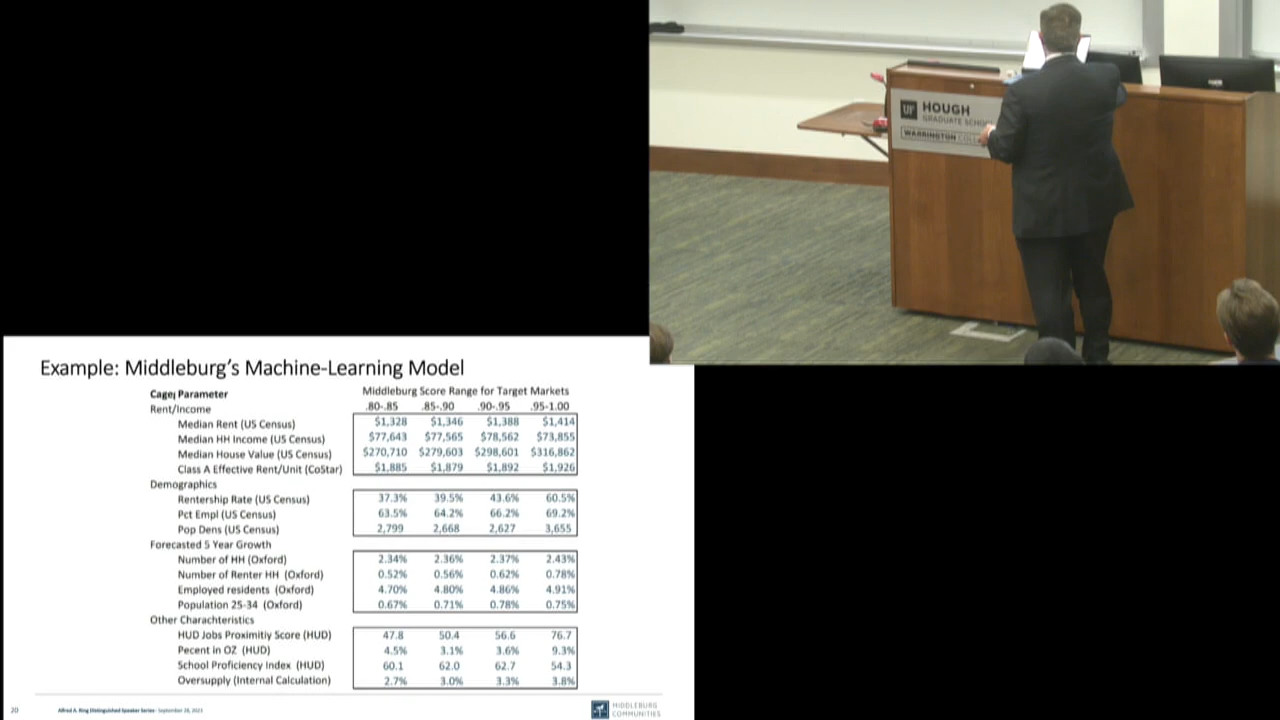 UF HOUGH
GRADUATE SCHOO
WARRINGTON COLL
Example: Middleburg's Machine-Learning Model
Category Parameter Middleburg Score Range for Target Markets
Rent/Income .80-.85 .85-.90 .90-.95 .95-1.00
Median Rent (US Census) $1,328 $1,346 $1,388 $1,414
Median HH Income (US Census) $77,643 $77,565 $78,562 $73,855
Median House Value (US Census) $270,710 $279,603 $298,601 $316,862
Class A Effective Rent/Unit (CoStar) $1,885 $1,879 $1,892 $1,926
Demographics
Rentership Rate (US Census) 37.3% 39.5% 43.6% 60.5%
Pct Empl (US Census) 63.5% 64.2% 66.2% 69.2%
Pop Dens (US Census) 2,799 2,668 2,627 3,655
Forecasted 5 Year Growth
Number of HH (Oxford) 2.34% 2.36% 2.37% 2.43%
Number of Renter HH (Oxford) 0.52% 0.56% 0.62% 0.78%
Employed residents (Oxford) 4.70% 4.80% 4.86% 4.91%
Population 25-34 (Oxford) 0.67% 0.71% 0.78% 0.75%
Other Charachteristics
HUD Jobs Proximitiy Score (HUD) 47.8 50.4 56.6 76.7
Pecent in OZ (HUD) 4.5% 3.1% 3.6% 9.3%
School Proficiency Index (HUD) 60.1 62.0 62.7 54.3
Oversupply (Internal Calculation) 2.7% 3.0% 3.3% 3.8%
20 Alfred A. Ring Distinguished Speaker Series - September 28, 2023 MIDDLEBURG
COMMUNITIES